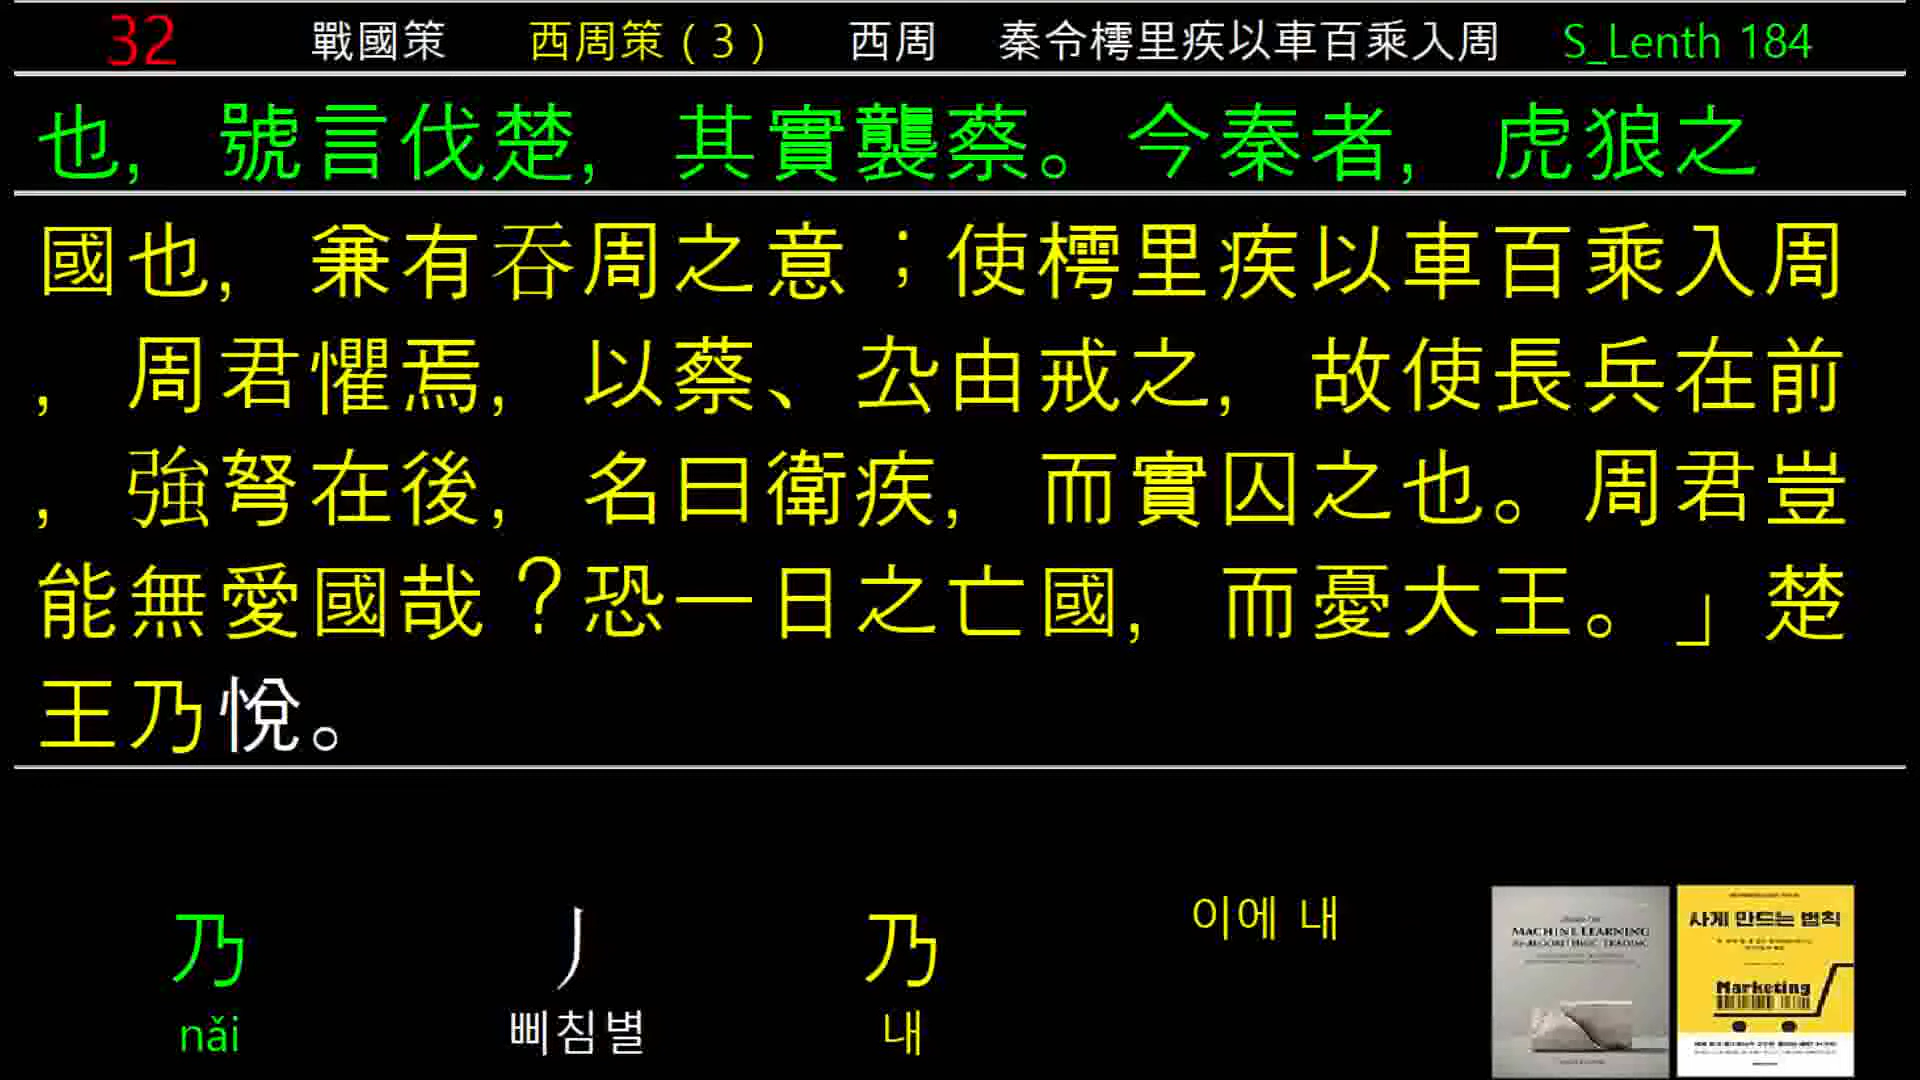 32 戰國策 西周策(3) 西周 秦令樗里疾以車百乘入周 S_Lenth 184
也, 號言伐楚, 其實襲蔡。今秦者, 虎狼之
國也, 兼有吞周之意;使樗里疾以車百乘入周
, 周君懼焉, 以蔡、厹由戒之, 故使長兵在前
, 強弩在後, 名曰衛疾, 而實囚之也。周君豈
能無愛國哉?恐一日之亡國, 而憂大王。」楚
王乃悅。
乃 丿 乃 이에 내
nǎi 삐침별 내
MACHINE LEARNING
사게 만드는 법칙
Marketing